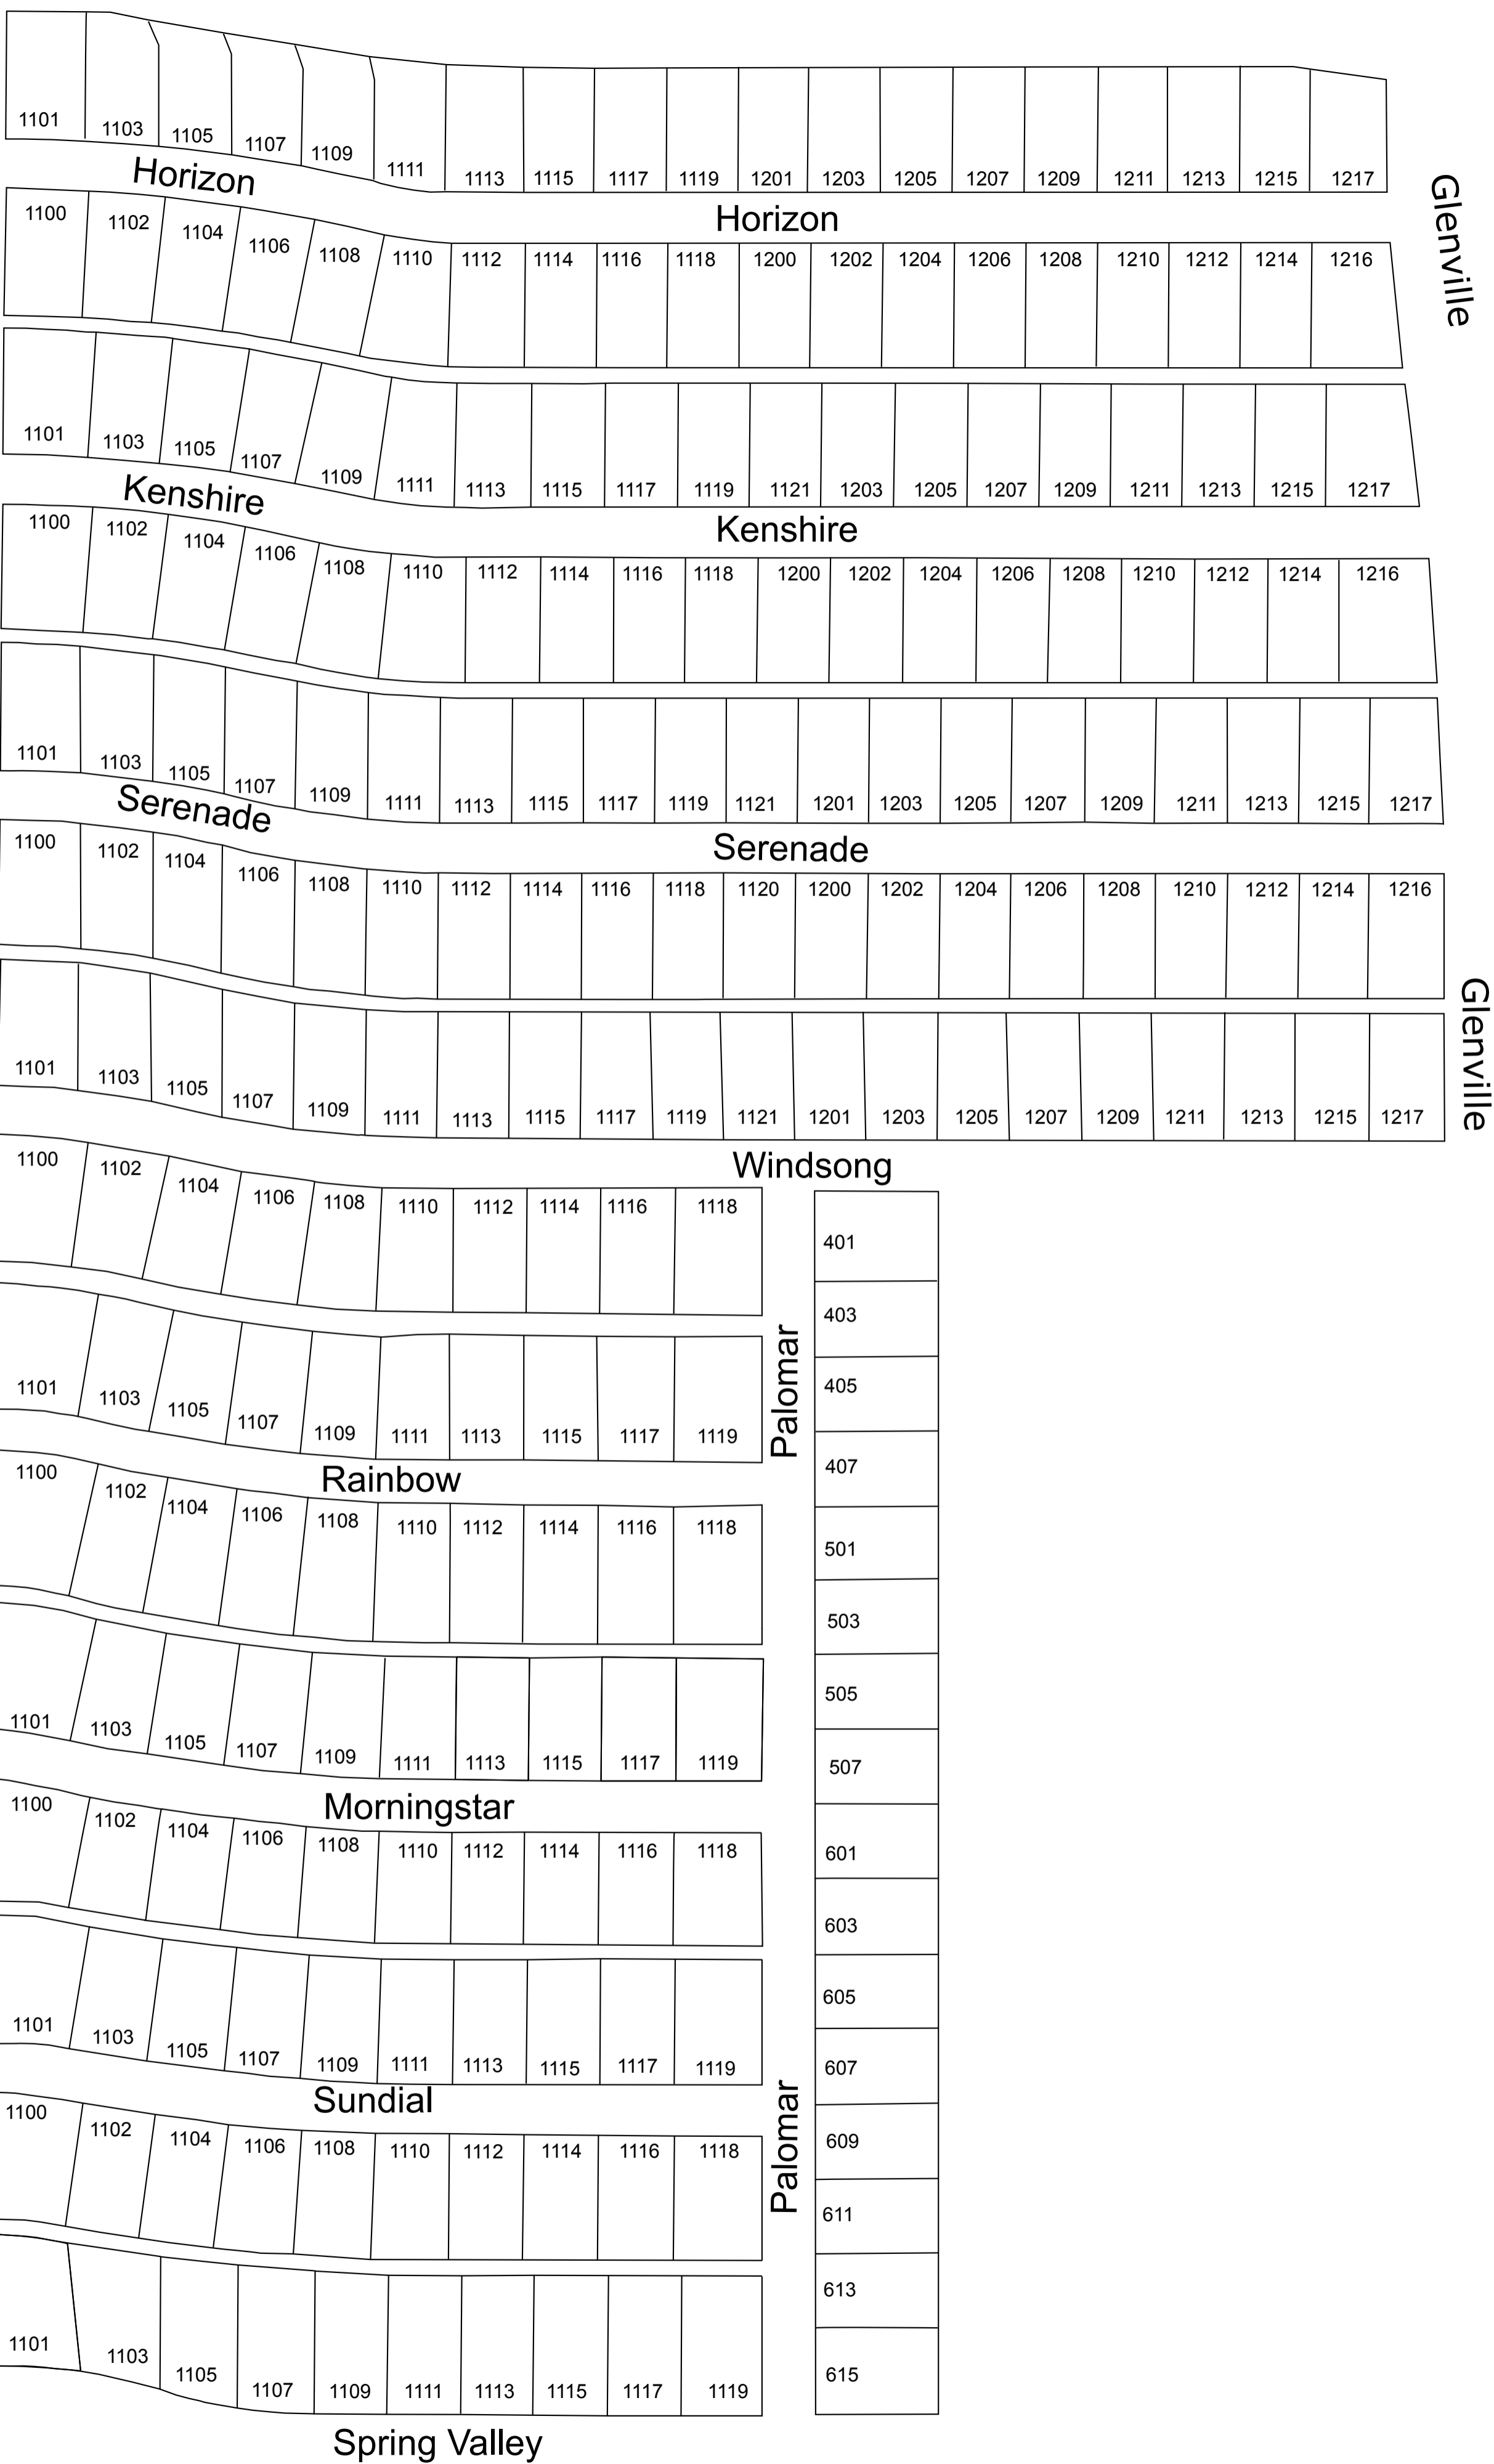 1101 1103 1105 1107 1109 1111 1113 1115 1117 1119 1201 1203 1205 1207 1209 1211 1213 1215 1217
Horizon
Horizon
Glenville
1100 1102 1104 1106 1108 1110 1112 1114 1116 1118 1200 1202 1204 1206 1208 1210 1212 1214 1216
1101 1103 1105 1107 1109 1111 1113 1115 1117 1119 1121 1203 1205 1207 1209 1211 1213 1215 1217
Kenshire
Kenshire
1100 1102 1104 1106 1108 1110 1112 1114 1116 1118 1200 1202 1204 1206 1208 1210 1212 1214 1216
1101 1103 1105 1107 1109 1111 1113 1115 1117 1119 1121 1201 1203 1205 1207 1209 1211 1213 1215 1217
Serenade
Serenade
1100 1102 1104 1106 1108 1110 1112 1114 1116 1118 1120 1200 1202 1204 1206 1208 1210 1212 1214 1216
Glenville
1101 1103 1105 1107 1109 1111 1113 1115 1117 1119 1121 1201 1203 1205 1207 1209 1211 1213 1215 1217
Windsong
1100 1102 1104 1106 1108 1110 1112 1114 1116 1118
1101 1103 1105 1107 1109 1111 1113 1115 1117 1119
Rainbow
1100 1102 1104 1106 1108 1110 1112 1114 1116 1118
1101 1103 1105 1107 1109 1111 1113 1115 1117 1119
Morningstar
1100 1102 1104 1106 1108 1110 1112 1114 1116 1118
1101 1103 1105 1107 1109 1111 1113 1115 1117 1119
Sundial
1100 1102 1104 1106 1108 1110 1112 1114 1116 1118
1101 1103 1105 1107 1109 1111 1113 1115 1117 1119
Spring Valley
Palomar
Palomar
401
403
405
407
501
503
505
507
601
603
605
607
609
611
613
615